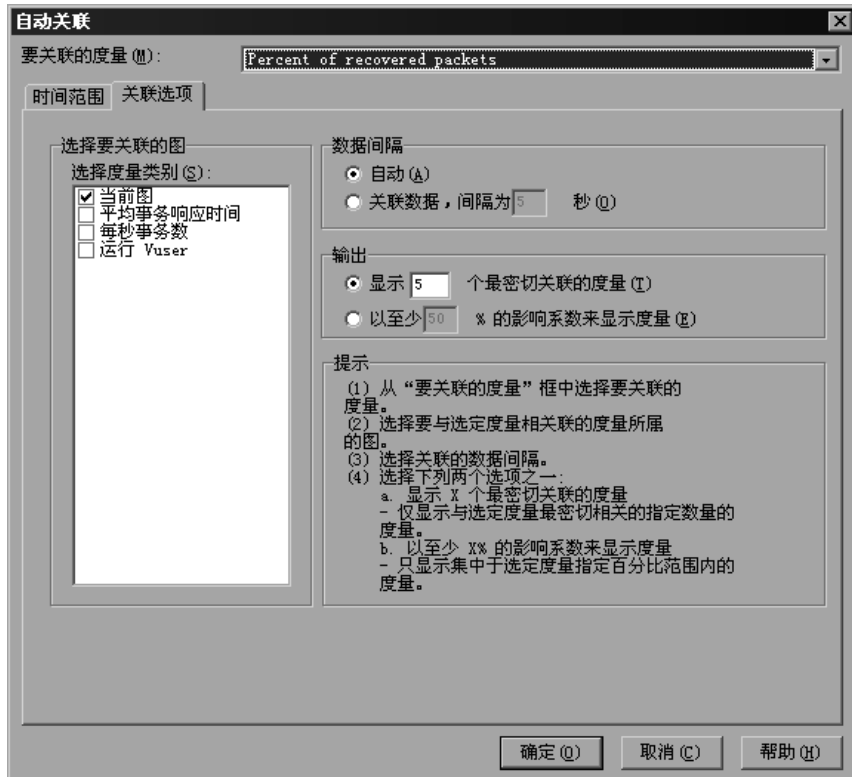 自动关联
要关联的度量(M):
Percent of recovered packets
时间范围
关联选项
选择要关联的图
选择度量类别(S):
当前图
平均事务响应时间
每秒事务数
运行 Vuser
数据间隔
自动(A)
关联数据，间隔为 5 秒(O)
输出
显示 5 个最密切关联的度量(T)
以至少 50 % 的影响系数来显示度量(E)
提示
(1) 从“要关联的度量”框中选择要关联的
度量。
(2) 选择要与选定度量相关联的度量所属
的图。
(3) 选择关联的数据间隔。
(4) 选择下列两个选项之一:
a. 显示 X 个最密切关联的度量
- 仅显示与选定度量最密切相关的指定数量的
度量。
b. 以至少 X% 的影响系数来显示度量
- 只显示集中于选定度量指定百分比范围内的
度量。
确定(O)
取消(C)
帮助(H)